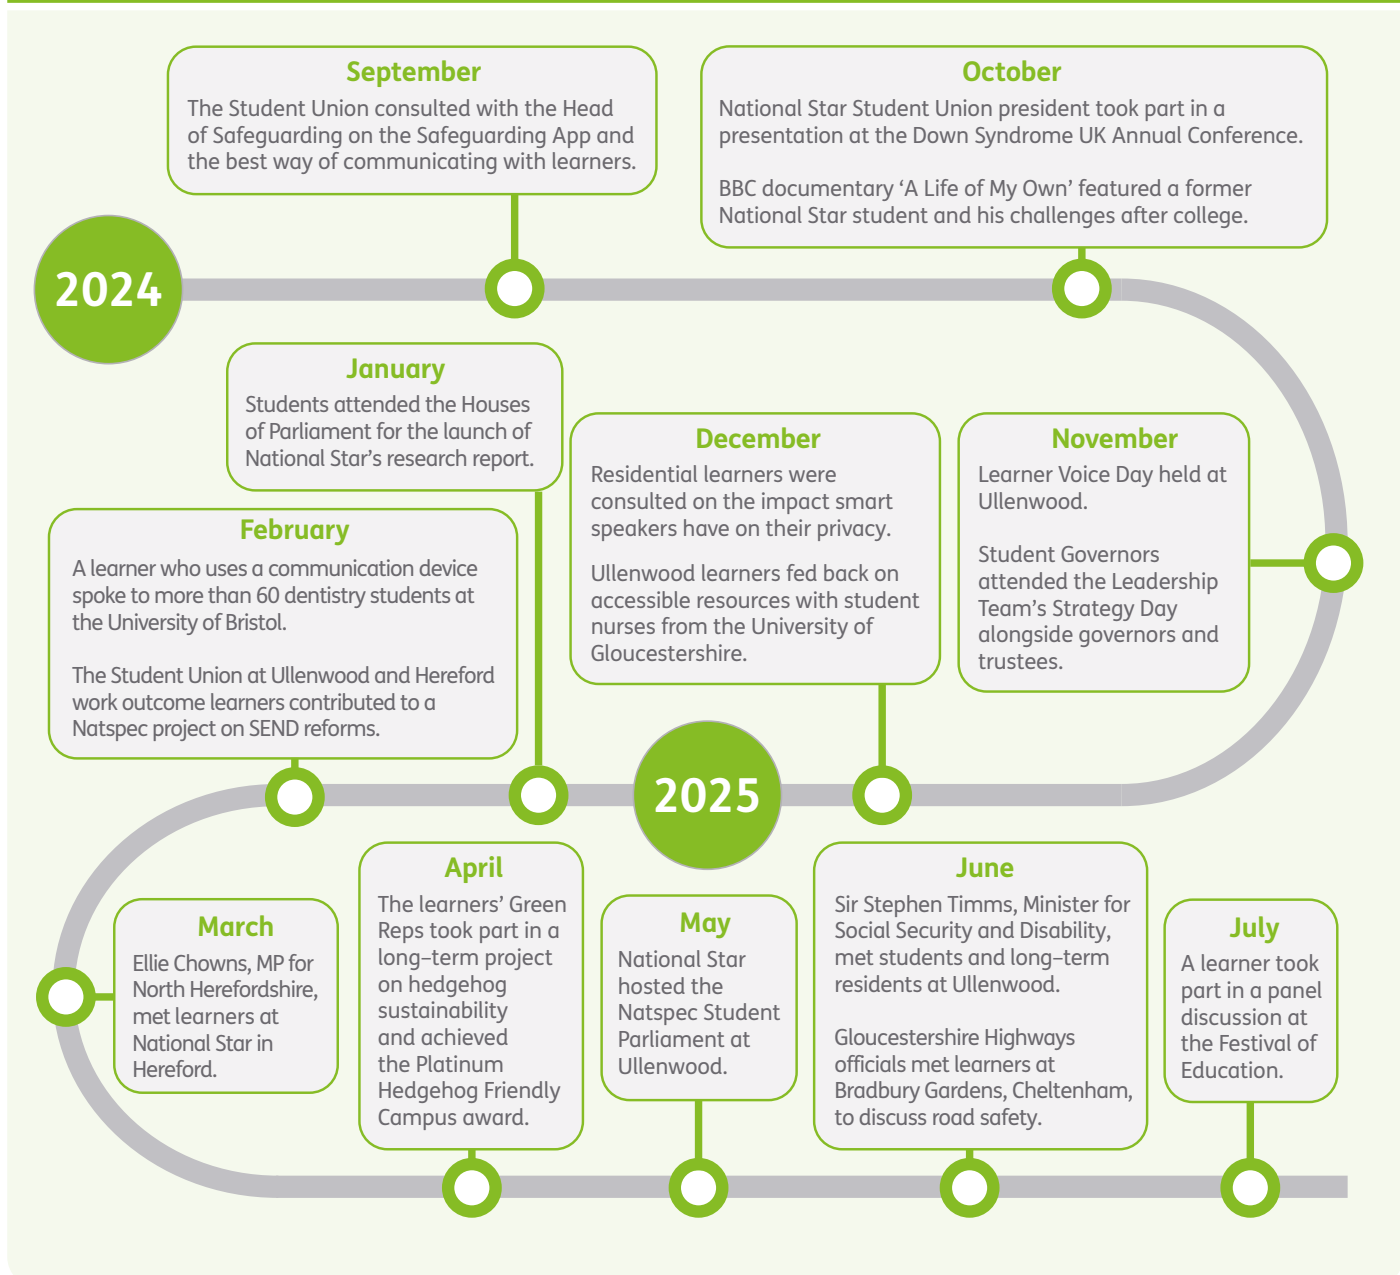 2024
September
The Student Union consulted with the Head
of Safeguarding on the Safeguarding App and
the best way of communicating with learners.
October
National Star Student Union president took part in a
presentation at the Down Syndrome UK Annual Conference.
BBC documentary ‘A Life of My Own’ featured a former
National Star student and his challenges after college.
November
Learner Voice Day held at
Ullenwood.
Student Governors
attended the Leadership
Team’s Strategy Day
alongside governors and
trustees.
December
Residential learners were
consulted on the impact smart
speakers have on their privacy.
Ullenwood learners fed back on
accessible resources with student
nurses from the University of
Gloucestershire.
2025
January
Students attended the Houses
of Parliament for the launch of
National Star’s research report.
February
A learner who uses a communication device
spoke to more than 60 dentistry students at
the University of Bristol.
The Student Union at Ullenwood and Hereford
work outcome learners contributed to a
Natspec project on SEND reforms.
March
Ellie Chowns, MP for
North Herefordshire,
met learners at
National Star in
Hereford.
April
The learners’ Green
Reps took part in a
long–term project
on hedgehog
sustainability
and achieved
the Platinum
Hedgehog Friendly
Campus award.
May
National Star
hosted the
Natspec Student
Parliament at
Ullenwood.
June
Sir Stephen Timms, Minister for
Social Security and Disability,
met students and long–term
residents at Ullenwood.
Gloucestershire Highways
officials met learners at
Bradbury Gardens, Cheltenham,
to discuss road safety.
July
A learner took
part in a panel
discussion at
the Festival of
Education.